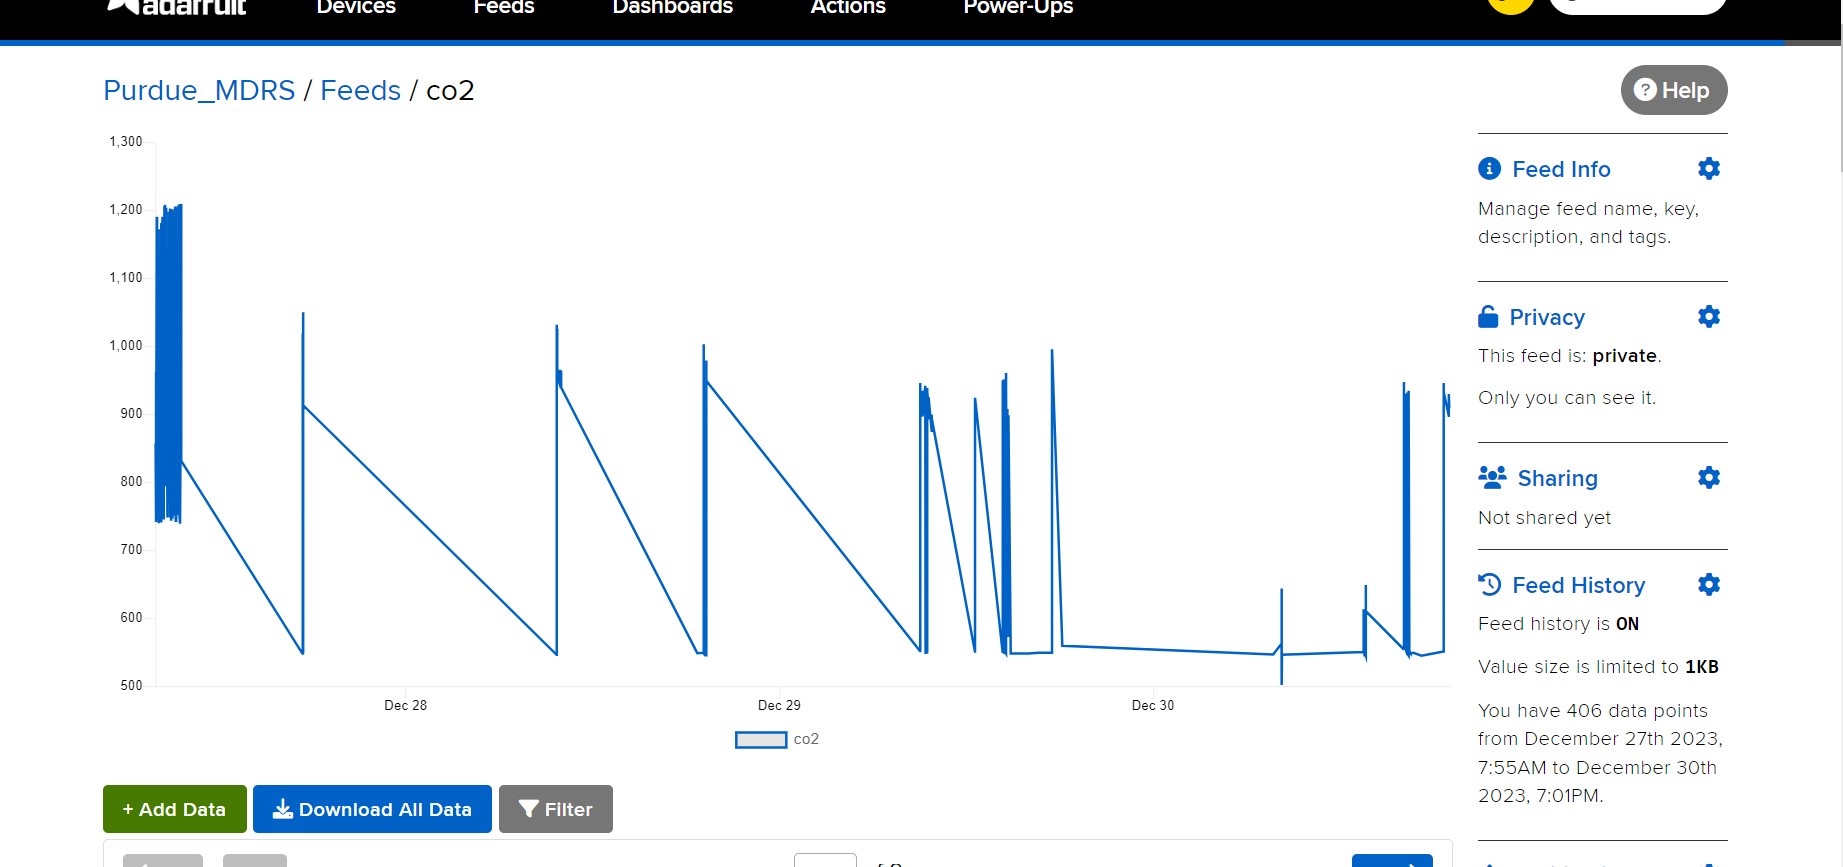 adafruit
Devices
Feeds
Dashboards
Actions
Power-Ups
Purdue_MDRS / Feeds / co2
Help
1,300
1,200
1,100
1,000
900
800
700
600
500
Dec 28
Dec 29
Dec 30
co2
+ Add Data
Download All Data
Filter
Feed Info
Manage feed name, key,
description, and tags.
Privacy
This feed is: private.
Only you can see it.
Sharing
Not shared yet
Feed History
Feed history is ON
Value size is limited to 1KB
You have 406 data points
from December 27th 2023,
7:55AM to December 30th
2023, 7:01PM.